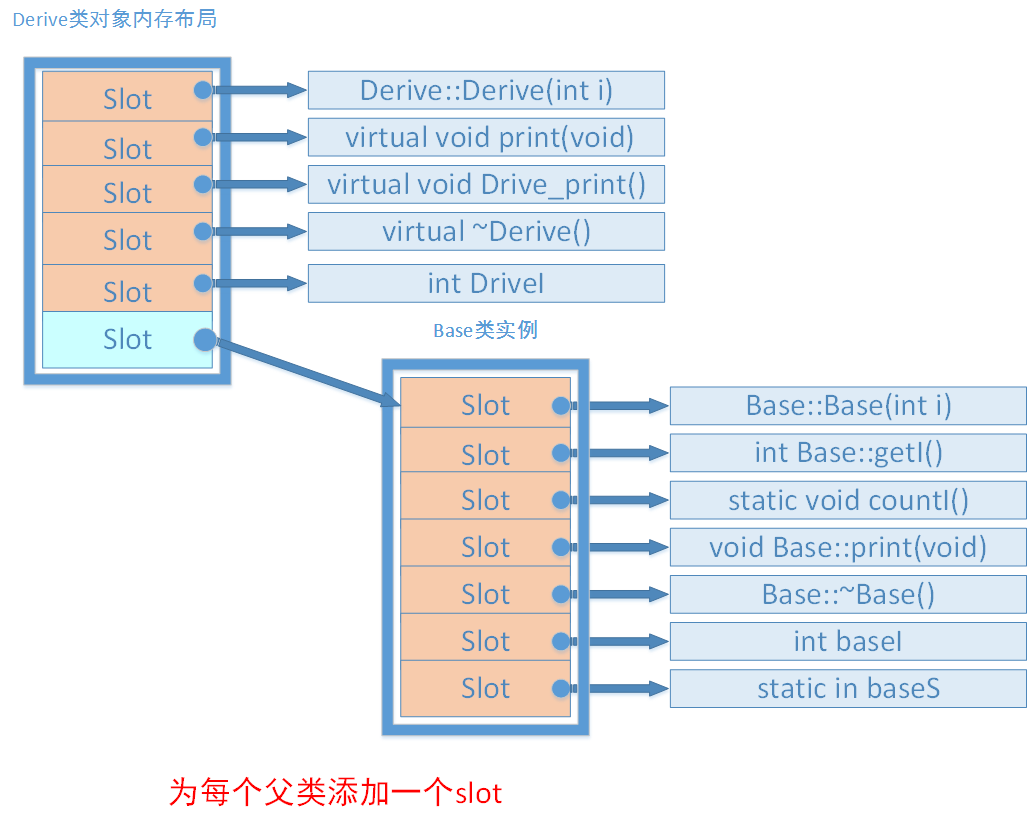 Derive类对象内存布局
Slot
Derive::Derive(int i)
Slot
virtual void print(void)
Slot
virtual void Drive_print()
Slot
virtual ~Derive()
Slot
int DriveI
Slot
Base类实例
Slot
Base::Base(int i)
Slot
int Base::getI()
Slot
static void countI()
Slot
void Base::print(void)
Slot
Base::~Base()
Slot
int baseI
Slot
static in baseS
为每个父类添加一个slot